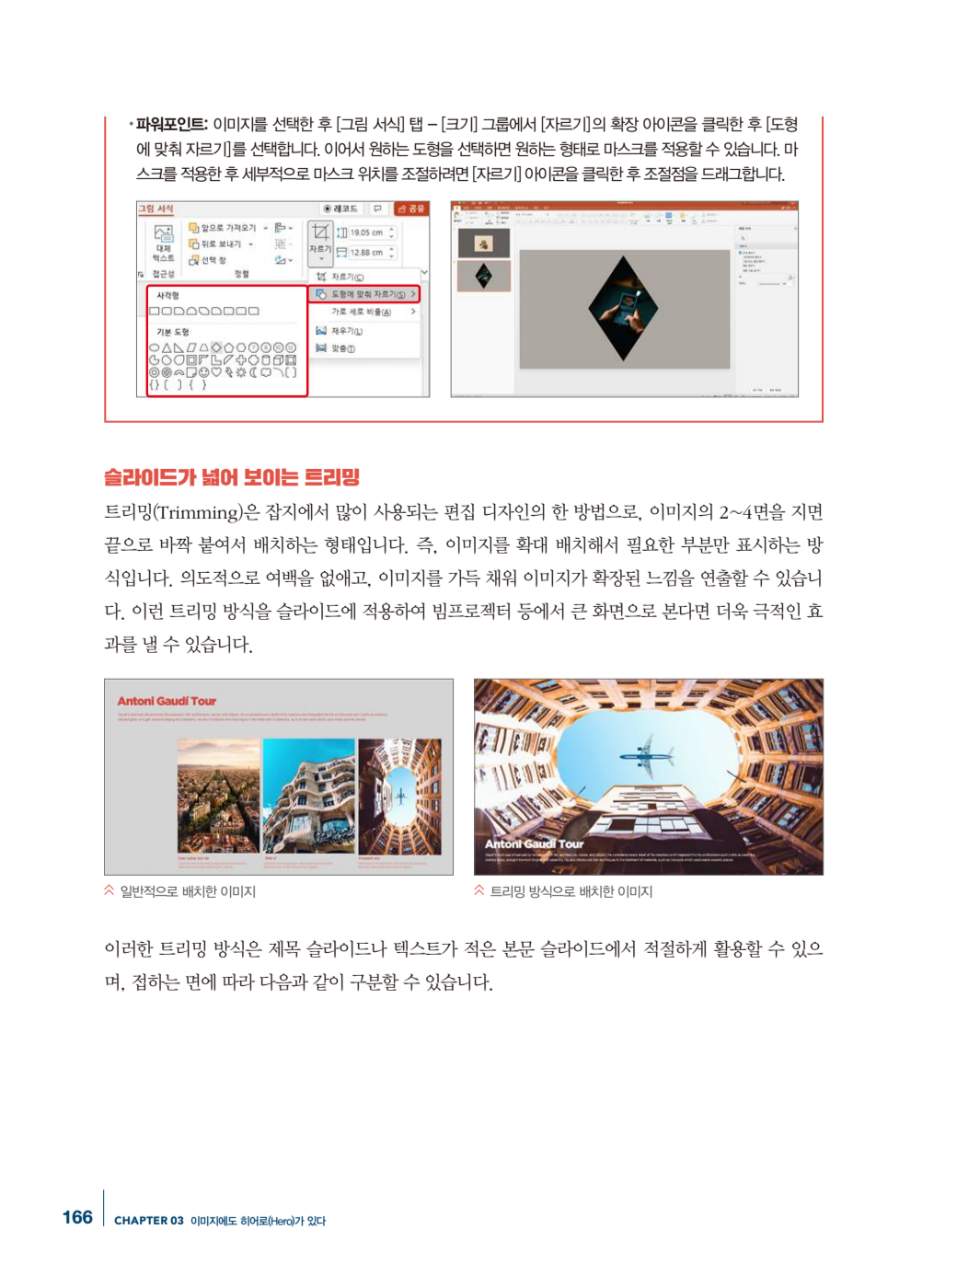 • 파워포인트: 이미지를 선택한 후 [그림 서식] 탭 – [크기] 그룹에서 [자르기]의 확장 아이콘을 클릭한 후 [도형
에 맞춰 자르기]를 선택합니다. 이어서 원하는 도형을 선택하면 원하는 형태로 마스크를 적용할 수 있습니다. 마
스크를 적용한 후 세부적으로 마스크 위치를 조절하려면 [자르기] 아이콘을 클릭한 후 조절점을 드래그합니다.
그림 서식
레코드
공유
앞으로 가져오기
뒤로 보내기
선택 창
대체
텍스트
접근성
정렬
자르기
19.05 cm
12.88 cm
자르기(C)
도형에 맞춰 자르기(S)
가로 세로 비율(A)
채우기(L)
맞춤(T)
사각형
기본 도형
슬라이드가 넓어 보이는 트리밍
트리밍(Trimming)은 잡지에서 많이 사용되는 편집 디자인의 한 방법으로, 이미지의 2~4면을 지면
끝으로 바짝 붙여서 배치하는 형태입니다. 즉, 이미지를 확대 배치해서 필요한 부분만 표시하는 방
식입니다. 의도적으로 여백을 없애고, 이미지를 가득 채워 이미지가 확장된 느낌을 연출할 수 있습니
다. 이런 트리밍 방식을 슬라이드에 적용하여 빔프로젝터 등에서 큰 화면으로 본다면 더욱 극적인 효
과를 낼 수 있습니다.
Antoni Gaudí Tour
Antoni Gaudí Tour
일반적으로 배치한 이미지
트리밍 방식으로 배치한 이미지
이러한 트리밍 방식은 제목 슬라이드나 텍스트가 적은 본문 슬라이드에서 적절하게 활용할 수 있으
며, 접하는 면에 따라 다음과 같이 구분할 수 있습니다.
166
CHAPTER 03 이미지에도 히어로(Hero)가 있다